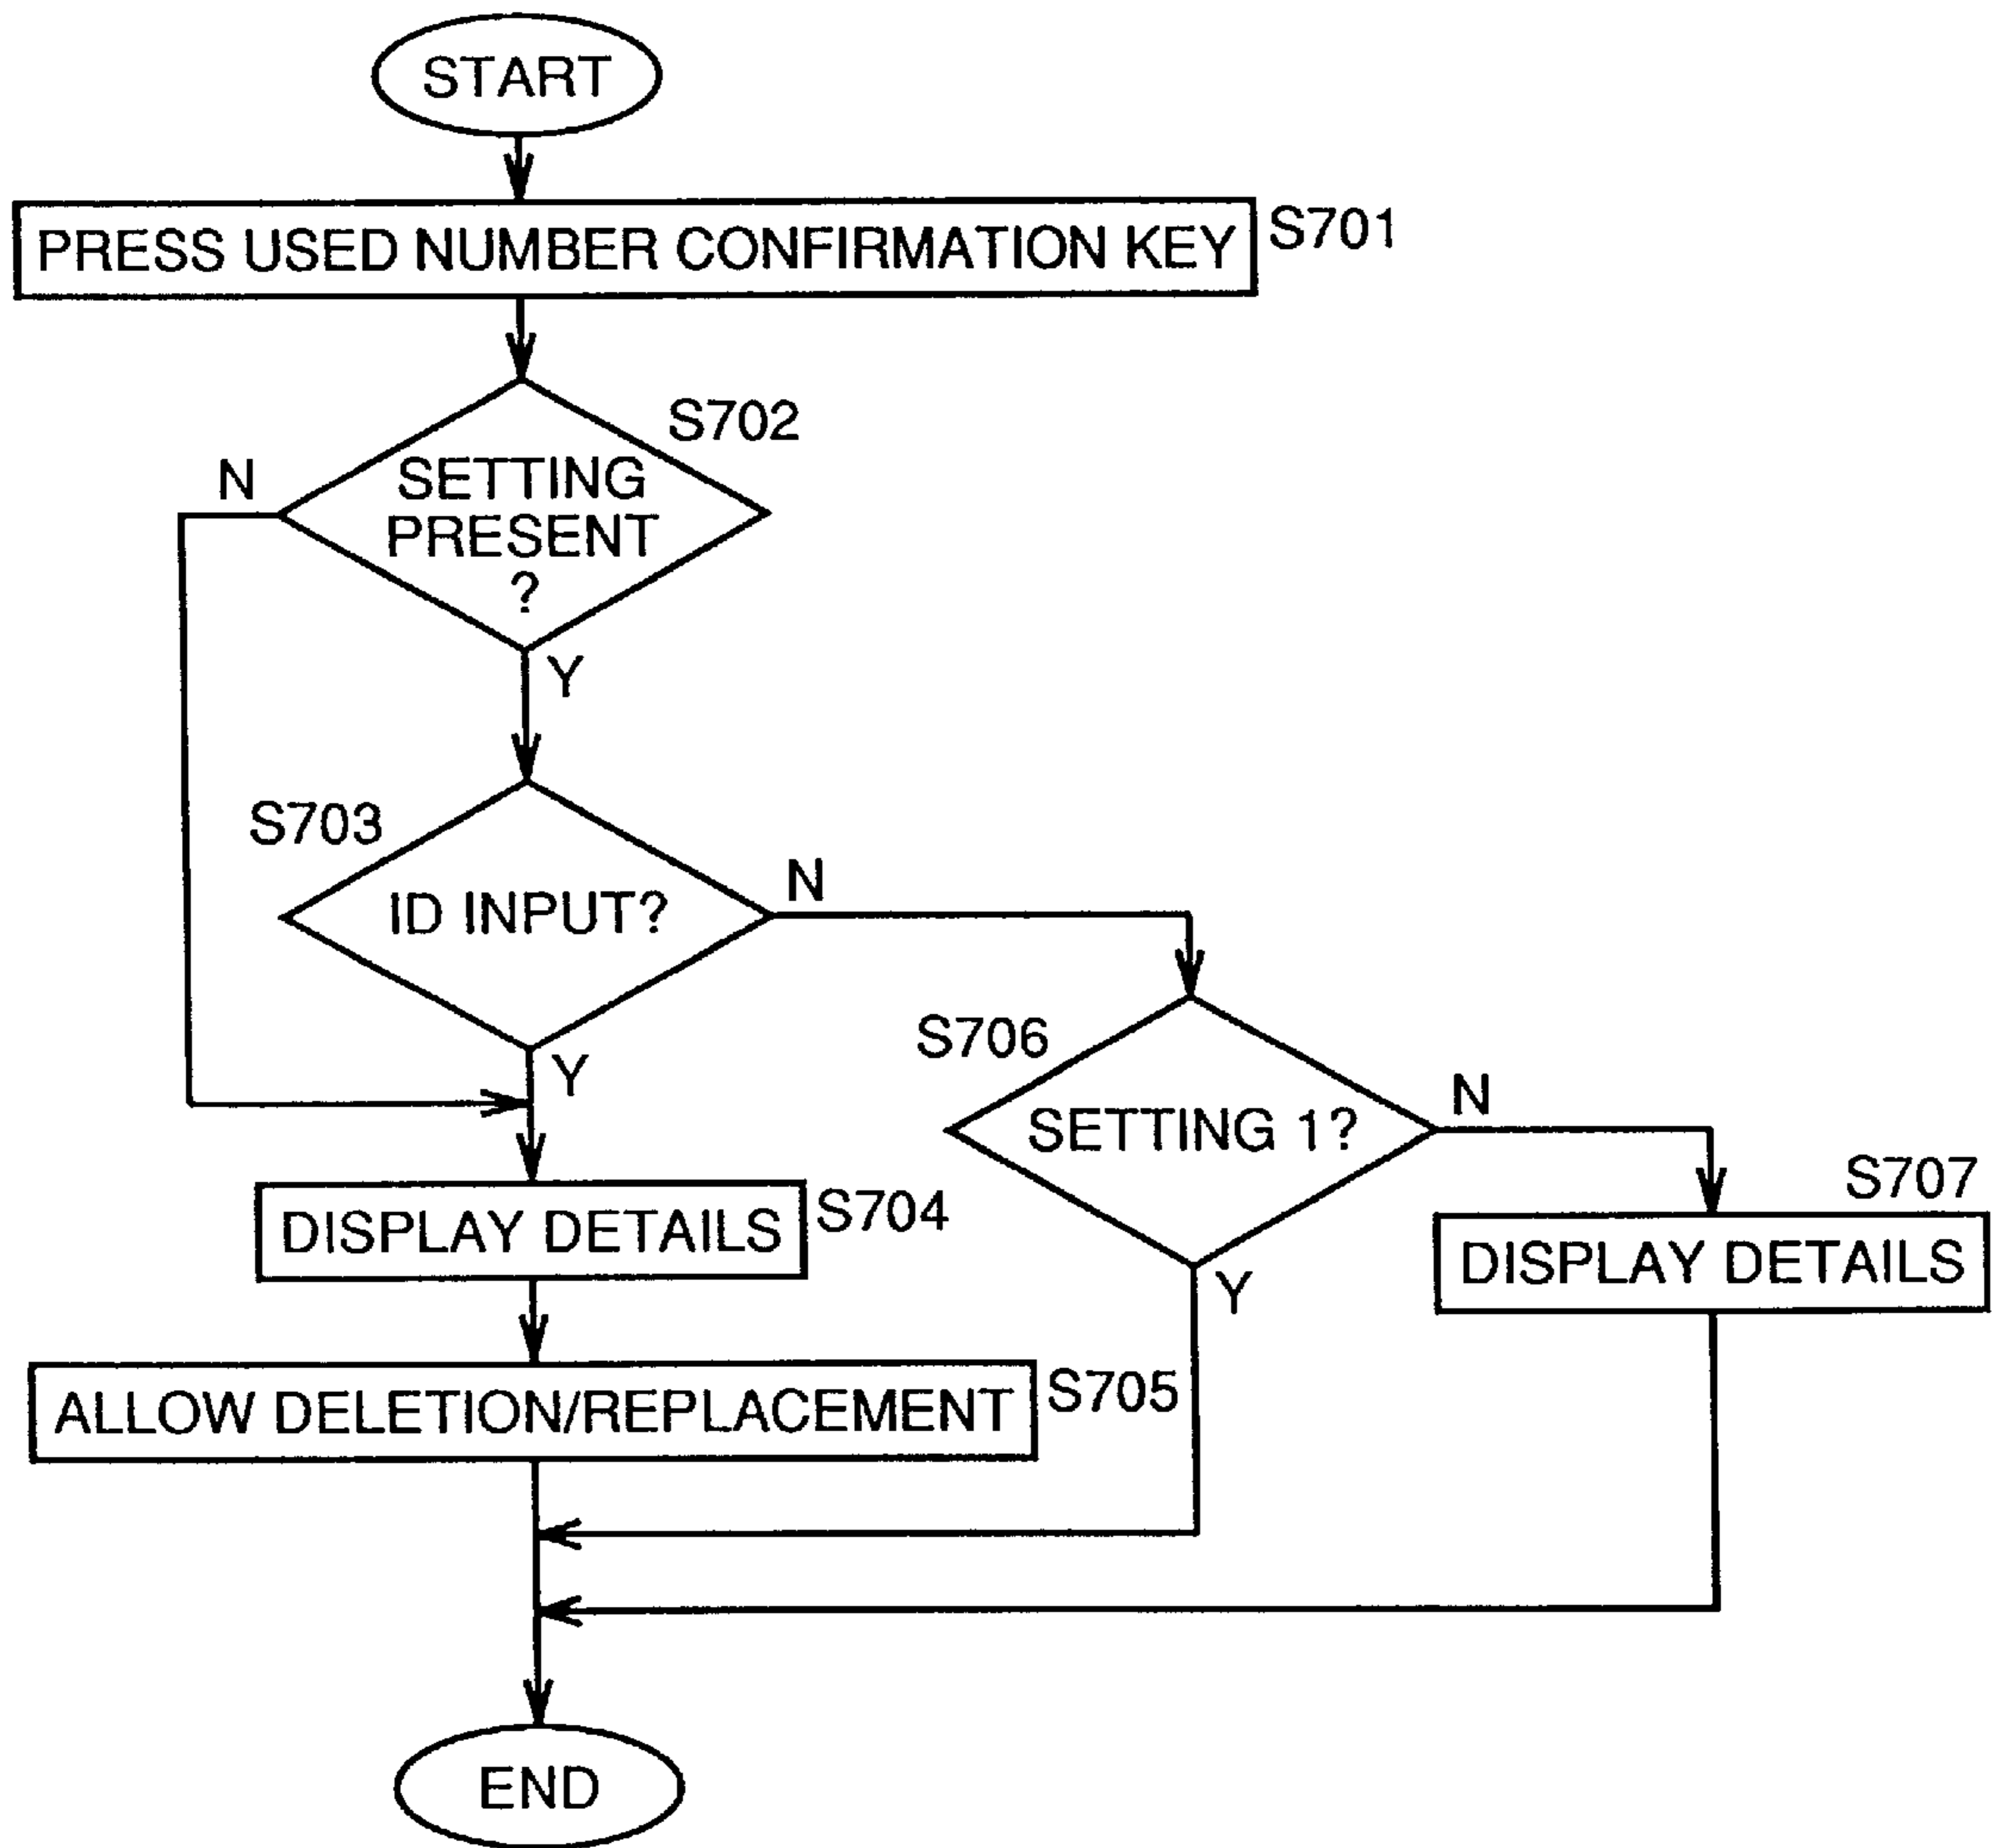 START
PRESS USED NUMBER CONFIRMATION KEY
S701
S702
N
SETTING
PRESENT
?
Y
S703
ID INPUT?
N
Y
S706
SETTING 1?
N
Y
S707
DISPLAY DETAILS
S704
DISPLAY DETAILS
ALLOW DELETION/REPLACEMENT
S705
END